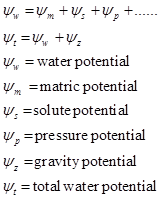 ψw = ψm + ψs + ψp + ......
ψt = ψw + ψz
ψw = water potential
ψm = matric potential
ψs = solute potential
ψp = pressure potential
ψz = gravity potential
ψt = total water potential